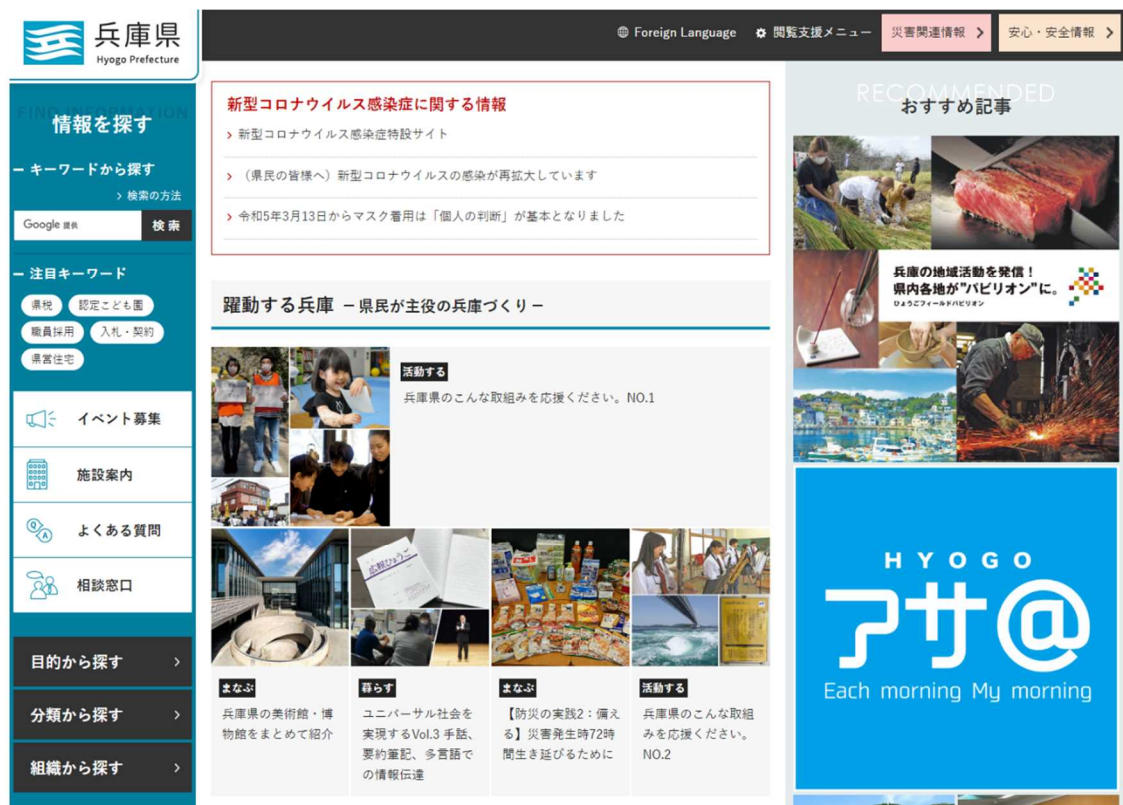 兵庫県
Hyogo Prefecture
Foreign Language
閲覧支援メニュー
災害関連情報
安心・安全情報
FIND INFORMATION
情報を探す
キーワードから探す
検索の方法
Google 提供
検索
注目キーワード
県税
認定こども園
職員採用
入札・契約
県営住宅
イベント募集
施設案内
よくある質問
相談窓口
目的から探す
分類から探す
組織から探す
新型コロナウイルス感染症に関する情報
新型コロナウイルス感染症特設サイト
（県民の皆様へ）新型コロナウイルスの感染が再拡大しています
令和5年3月13日からマスク着用は「個人の判断」が基本となりました
躍動する兵庫 －県民が主役の兵庫づくり－
活動する
兵庫県のこんな取組みを応援ください。NO.1
まなぶ
兵庫県の美術館・博
物館をまとめて紹介
広報ひょうご
暮らす
ユニバーサル社会を
実現するVol.3 手話、
要約筆記、多言語で
の情報伝達
まなぶ
【防災の実践2：備え
る】災害発生時72時
間生き延びるために
活動する
兵庫県のこんな取組
みを応援ください。
NO.2
RECOMMENDED
おすすめ記事
兵庫の地域活動を発信！
県内各地が"パビリオン"に。
ひょうごフィールドパビリオン
HYOGO
アサ@
Each morning My morning